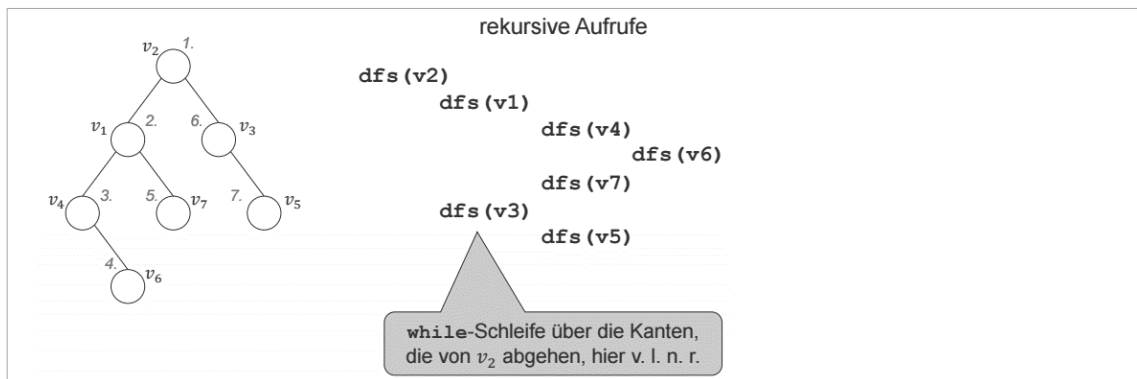 rekursive Aufrufe
v₂ 1.
dfs(v2)
dfs(v1)
v₁ 2. 6. v₃
dfs(v4)
dfs(v6)
dfs(v7)
v₄ 3. 5. v₇ 7. v₅
dfs(v3)
dfs(v5)
4. v₆
while-Schleife über die Kanten,
die von v₂ abgehen, hier v. l. n. r.